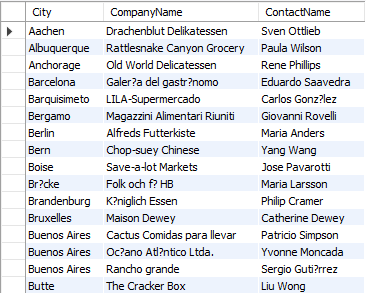 City CompanyName ContactName
Aachen Drachenblut Delikatessen Sven Ottlieb
Albuquerque Rattlesnake Canyon Grocery Paula Wilson
Anchorage Old World Delicatessen Rene Phillips
Barcelona Galer?a del gastr?nomo Eduardo Saavedra
Barquisimeto LILA-Supermercado Carlos Gonz?lez
Bergamo Magazzini Alimentari Riuniti Giovanni Rovelli
Berlin Alfreds Futterkiste Maria Anders
Bern Chop-suey Chinese Yang Wang
Boise Save-a-lot Markets Jose Pavarotti
Br?cke Folk och f? HB Maria Larsson
Brandenburg K?niglich Essen Philip Cramer
Bruxelles Maison Dewey Catherine Dewey
Buenos Aires Cactus Comidas para llevar Patricio Simpson
Buenos Aires Oc?ano Atl?ntico Ltda. Yvonne Moncada
Buenos Aires Rancho grande Sergio Guti?rrez
Butte The Cracker Box Liu Wong